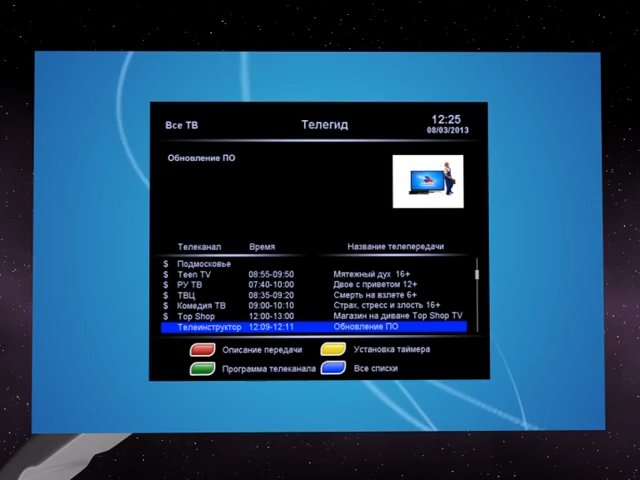 Все ТВ
Телегид
12:25
08/03/2013
Обновление ПО
Телеканал Время Название телепередачи
$ Подмосковье
$ Teen TV 08:55-09:50 Мятежный дух 16+
$ РУ ТВ 07:40-10:00 Двое с приветом 12+
$ ТВЦ 08:35-09:20 Смерть на взлете 6+
$ Комедия ТВ 09:00-10:10 Страх, стресс и злость 16+
$ Top Shop 12:00-13:00 Магазин на диване Top Shop TV
Телеинструктор 12:09-12:11 Обновление ПО
Описание передачи Установка таймера
Программа телеканала Все списки